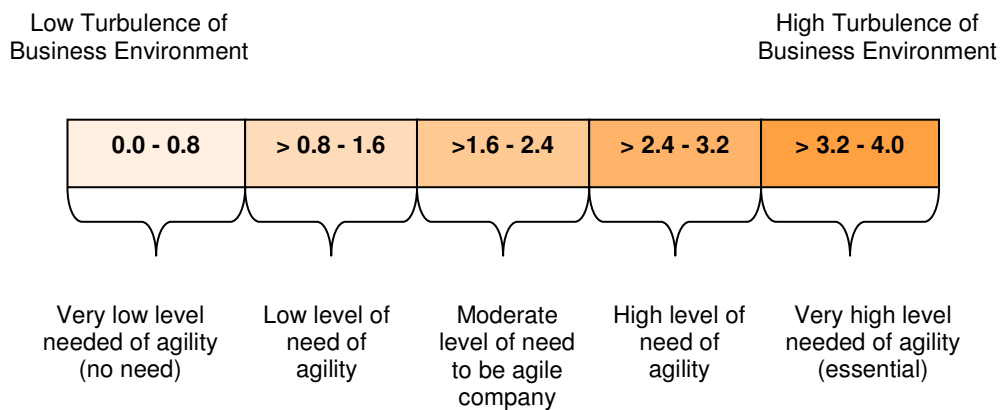 Low Turbulence of
Business Environment
High Turbulence of
Business Environment
0.0 - 0.8
> 0.8 - 1.6
>1.6 - 2.4
> 2.4 - 3.2
> 3.2 - 4.0
Very low level
needed of agility
(no need)
Low level of
need of
agility
Moderate
level of need
to be agile
company
High level of
need of
agility
Very high level
needed of agility
(essential)